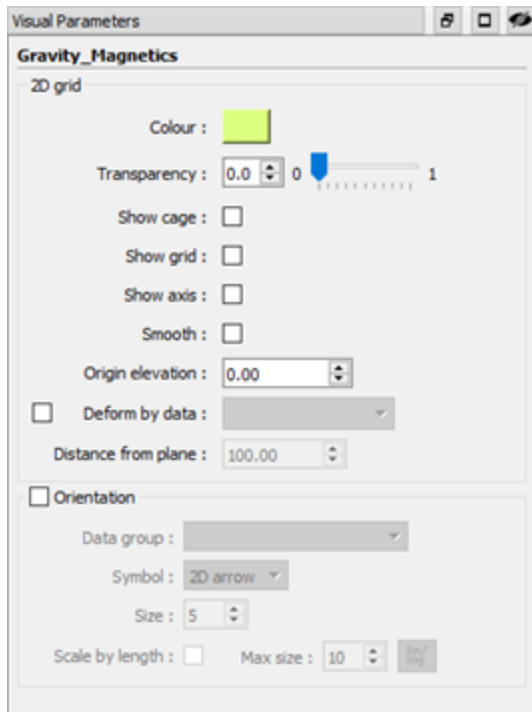 Visual Parameters
Gravity_Magnetics
2D grid
Colour :
Transparency : 0.0 0 1
Show cage :
Show grid :
Show axis :
Smooth :
Origin elevation : 0.00
Deform by data :
Distance from plane : 100.00
Orientation
Data group :
Symbol : 2D arrow
Size : 5
Scale by length : Max size : 10 lin/
log